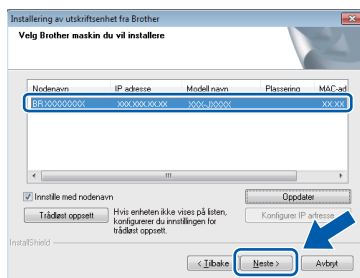 Installering av utskriftsenhet fra Brother
Velg Brother maskin du vil installere
Nodenavn IP adresse Modell navn Plassering MAC-ad
BRXXXXXXXX XXX.XXX.XX.XX XXX-JXXXX XX:XX
Innstille med nodenavn
Oppdater
Trådløst oppsett
Hvis enheten ikke vises på listen,
konfigurerer du innstillingen for
trådløst oppsett.
Konfigurer IP adresse
InstallShield
< Tilbake Neste > Avbryt